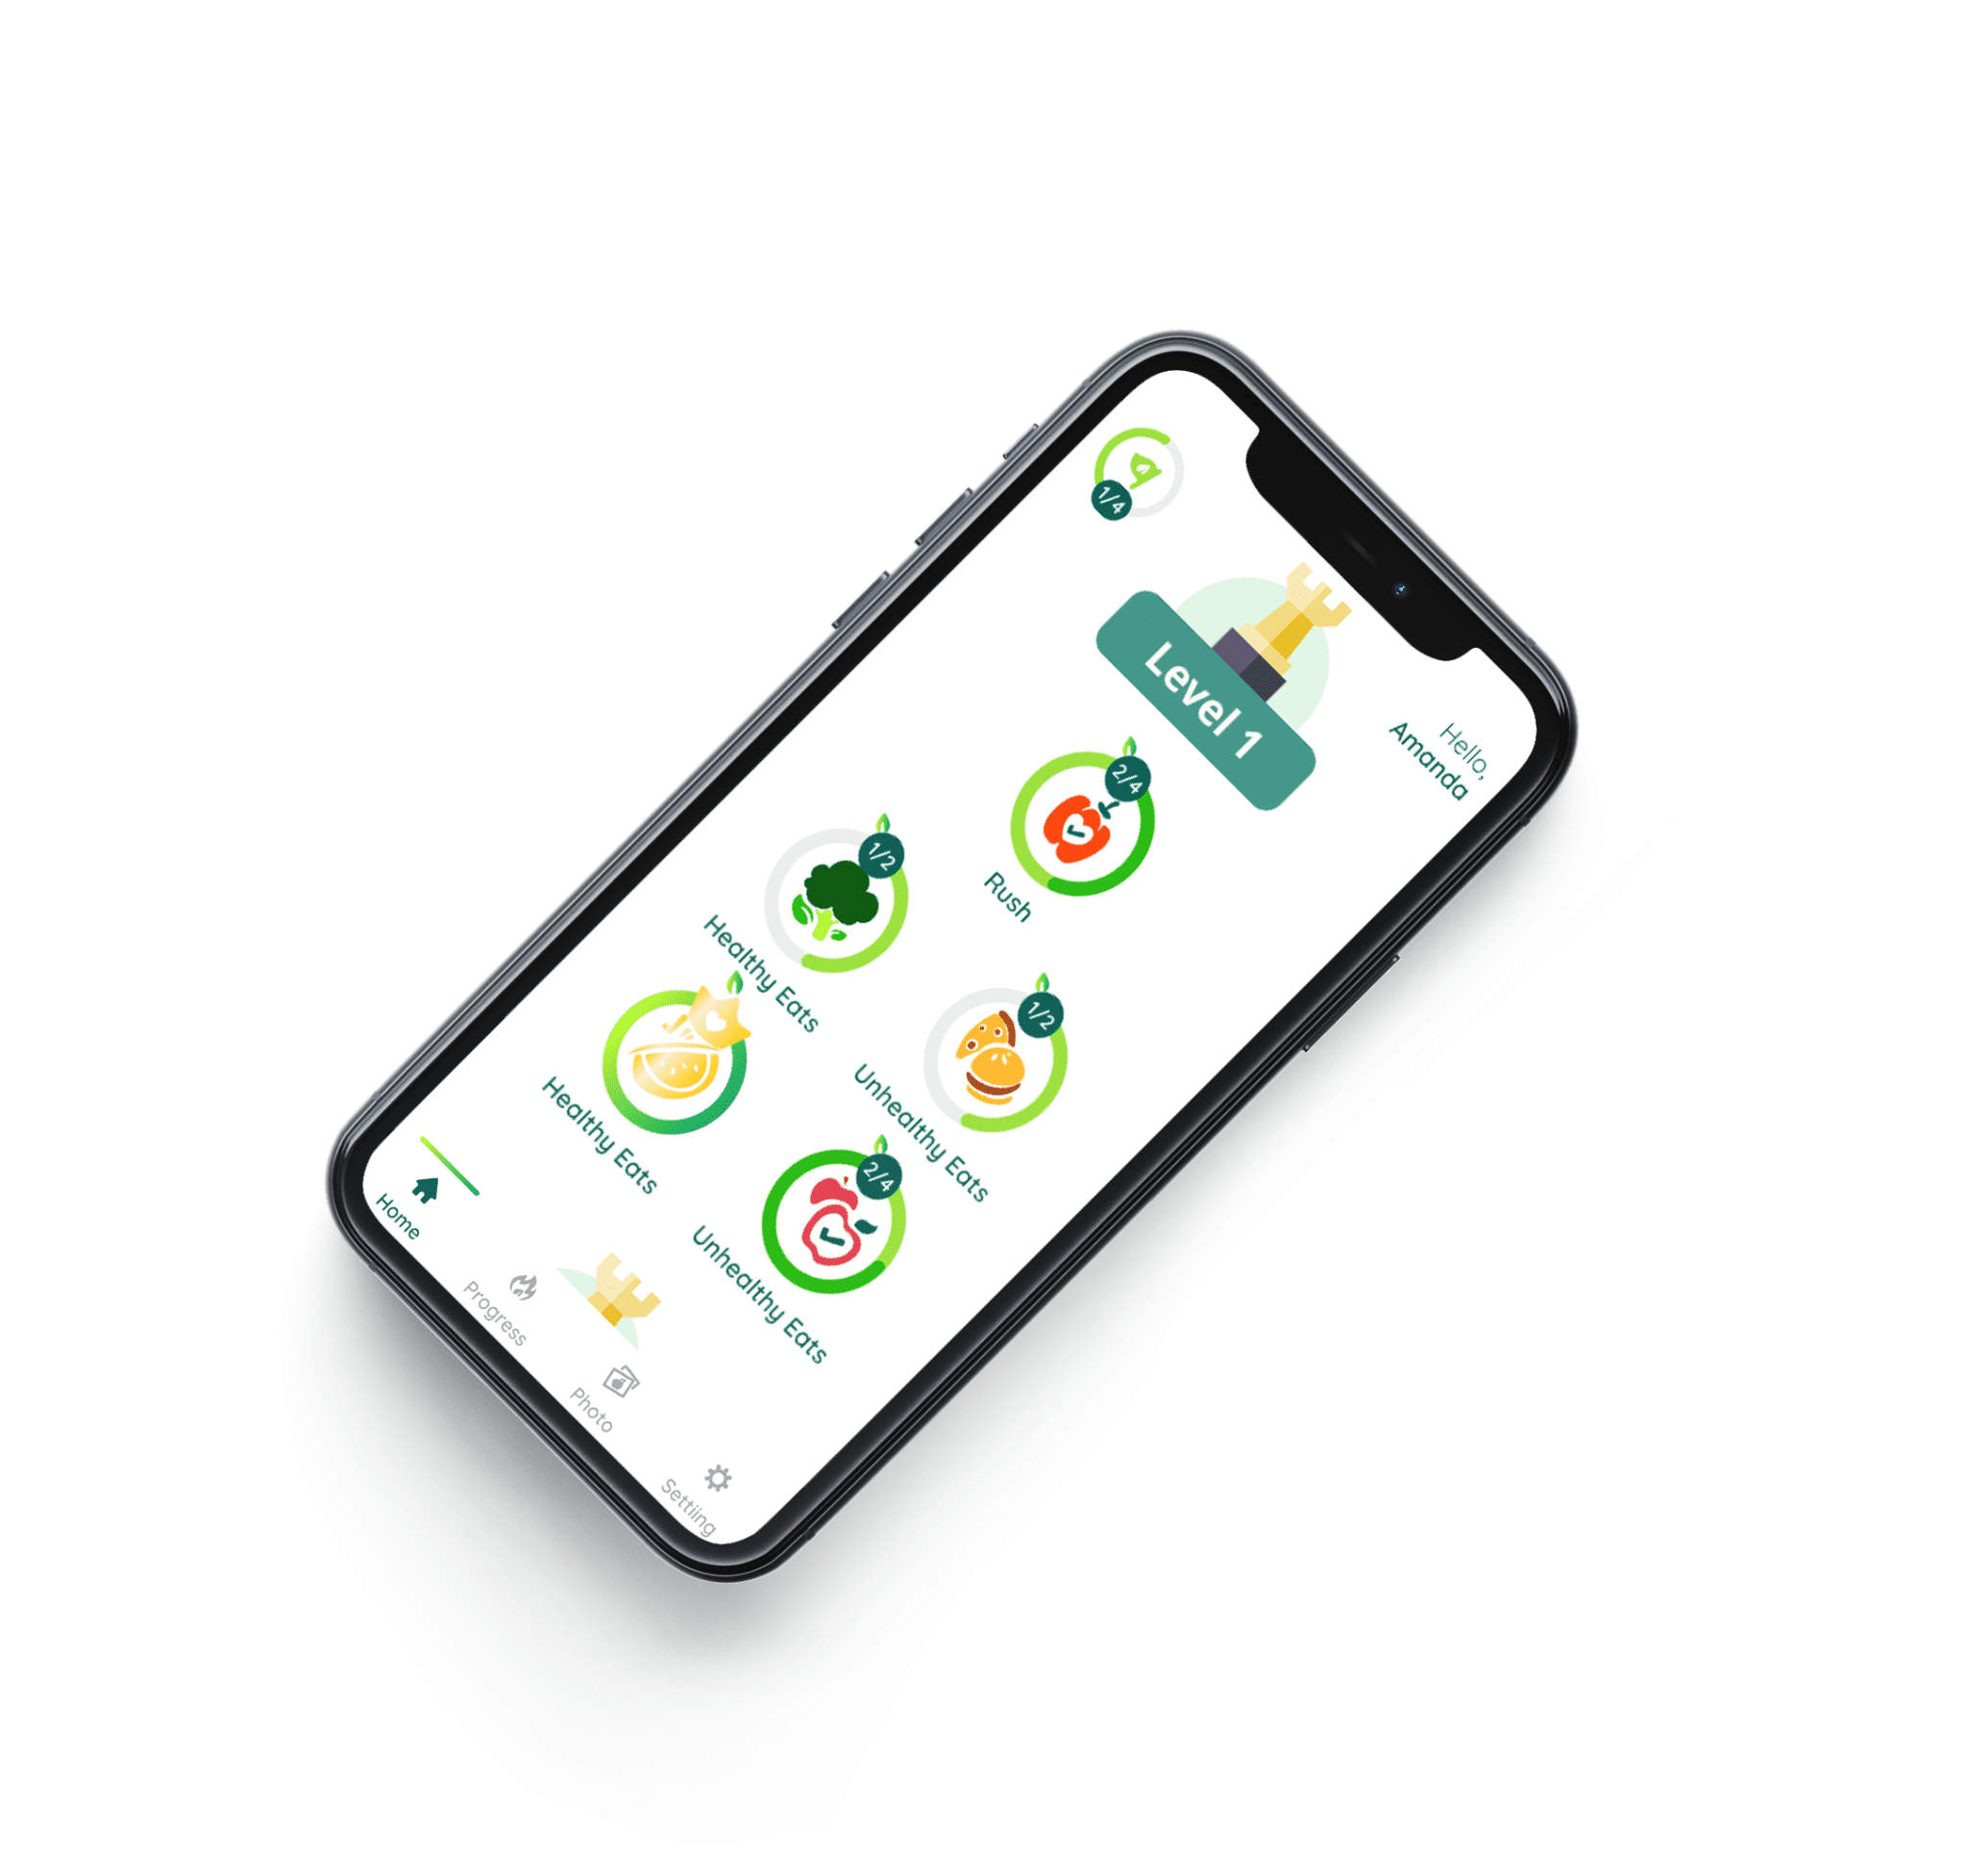 Hello,
Amanda
1/4
Level 1
2/4
Rush
1/2
Healthy Eats
1/2
Unhealthy Eats
Healthy Eats
2/4
Unhealthy Eats
Home
Progress
Photo
Settiing